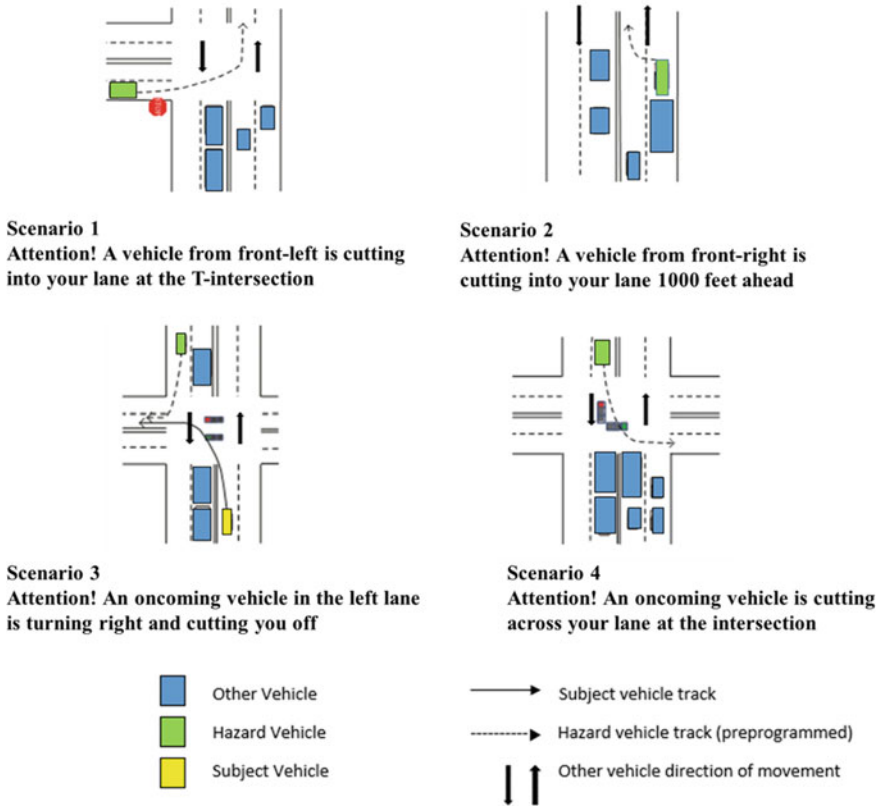 Scenario 1
Attention! A vehicle from front-left is cutting
into your lane at the T-intersection
Scenario 2
Attention! A vehicle from front-right is
cutting into your lane 1000 feet ahead
Scenario 3
Attention! An oncoming vehicle in the left lane
is turning right and cutting you off
Scenario 4
Attention! An oncoming vehicle is cutting
across your lane at the intersection
Other Vehicle
Hazard Vehicle
Subject Vehicle
Subject vehicle track
Hazard vehicle track (preprogrammed)
Other vehicle direction of movement